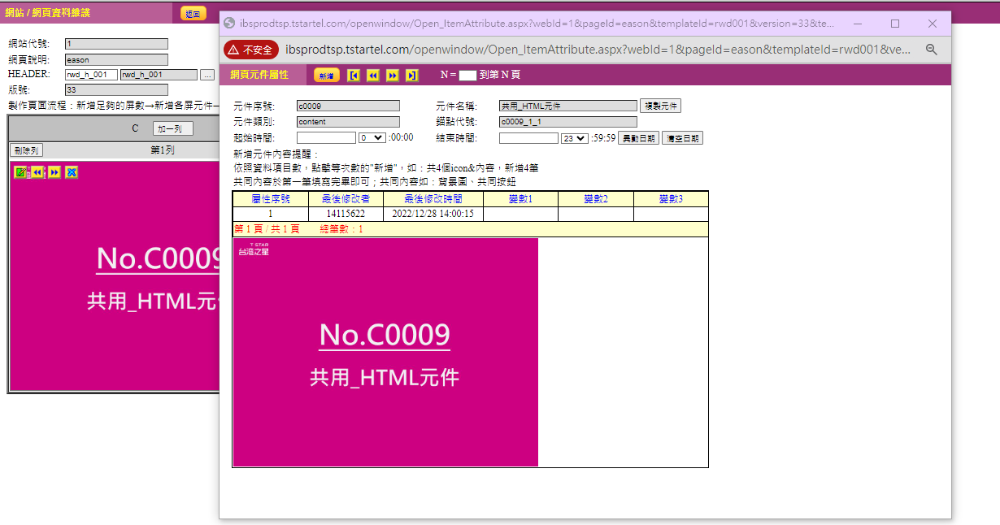 網站 / 網頁資料維護
返回
網站代號: 1
網頁說明: eason
HEADER: rwd_h_001 rwd_h_001 ...
版號: 33
製作頁面流程：新增足夠的屏數→新增各屏元件→
C 加一列
刪除列 第1列
No.C0009
共用_HTML元件
ibsprodtsp.tstartel.com/openwindow/Open_ItemAttribute.aspx?webId=1&pageId=eason&templateId=rwd001&version=33&te...
不安全 ibsprodtsp.tstartel.com/openwindow/Open_ItemAttribute.aspx?webId=1&pageId=eason&templateId=rwd001&ve...
網頁元件屬性 新增 N = 到第 N 頁
元件序號: c0009 元件名稱: 共用_HTML元件 複製元件
元件類別: content 錨點代號: c0009_1_1
起始時間: 0 :00:00 結束時間: 23 :59:59 異動日期 清空日期
新增元件內容提醒：
依照資料項目數，點擊等次數的"新增"，如：共4個icon&內容，新增4筆
共同內容於第一筆填寫完畢即可；共同內容如：背景圖、共同按鈕
屬性序號 最後修改者 最後修改時間 變數1 變數2 變數3
1 14115622 2022/12/28 14:00:15
第 1 頁 / 共 1 頁 總筆數：1
T STAR
台灣之星
No.C0009
共用_HTML元件